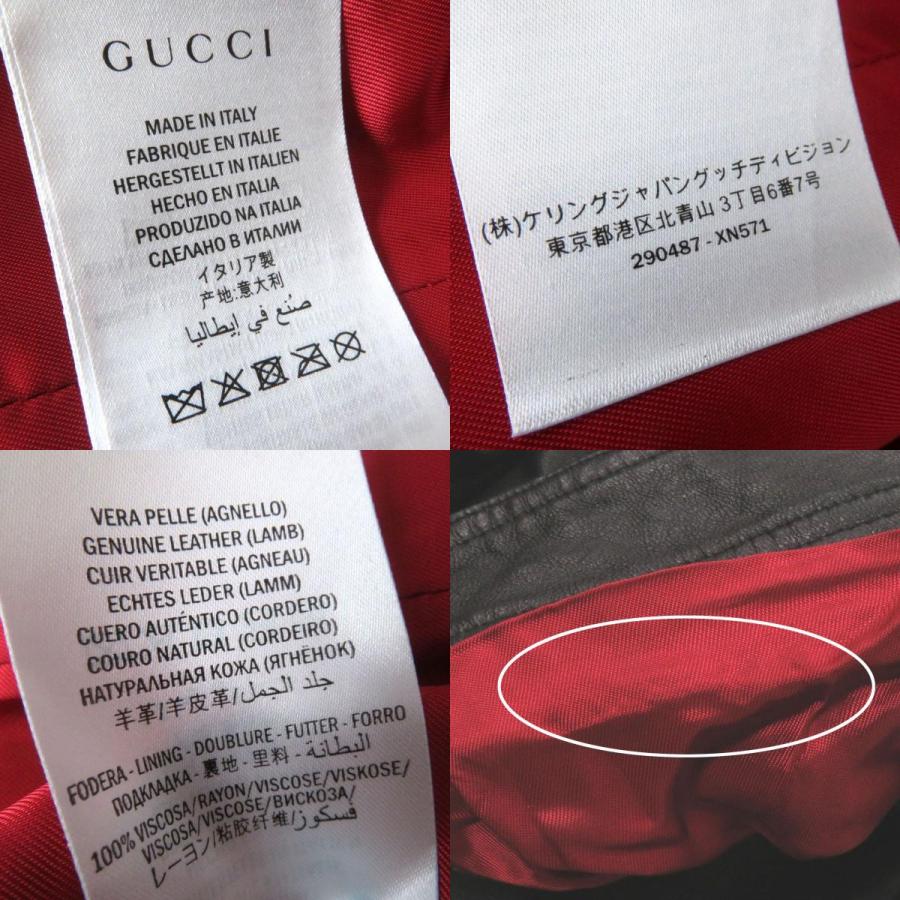 GUCCI
MADE IN ITALY
FABRIQUE EN ITALIE
HERGESTELLT IN ITALIEN
HECHO EN ITALIA
PRODUZIDO NA ITALIA
СДЕЛАНО В ИТАЛИИ
イタリア製
产地:意大利
صُنع في إيطاليا
(株)ケリングジャパングッチディビジョン
東京都港区北青山 3丁目6番7号
290487 - XN571
VERA PELLE (AGNELLO)
GENUINE LEATHER (LAMB)
CUIR VERITABLE (AGNEAU)
ECHTES LEDER (LAMM)
CUERO AUTÉNTICO (CORDERO)
COURO NATURAL (CORDEIRO)
НАТУРАЛЬНАЯ КОЖА (ЯГНЁНОК)
羊革/羊皮革/جلد الجمل
FODERA - LINING - DOUBLURE - FUTTER - FORRO
ПОДКЛАДКА - 裏地 - 里料 - البطانة
100% VISCOSA/RAYON/VISCOSE/VISKOSE/
VISCOSA/VISCOSE/ВИСКОЗА/
レーヨン/粘胶纤维/فسكوز